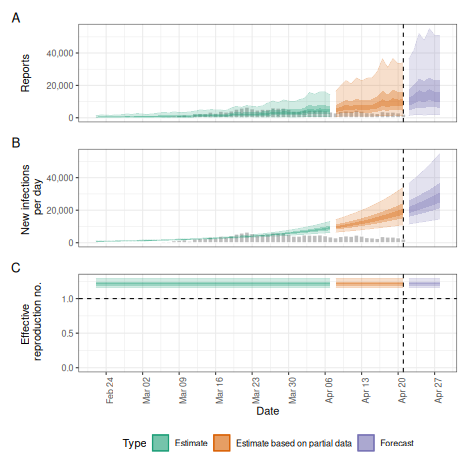 A
Reports
40,000
20,000
0
B
New infections
per day
40,000
20,000
0
C
Effective
reproduction no.
1.0
0.5
0.0
Feb 24
Mar 02
Mar 09
Mar 16
Mar 23
Mar 30
Apr 06
Apr 13
Apr 20
Apr 27
Date
Type
Estimate
Estimate based on partial data
Forecast